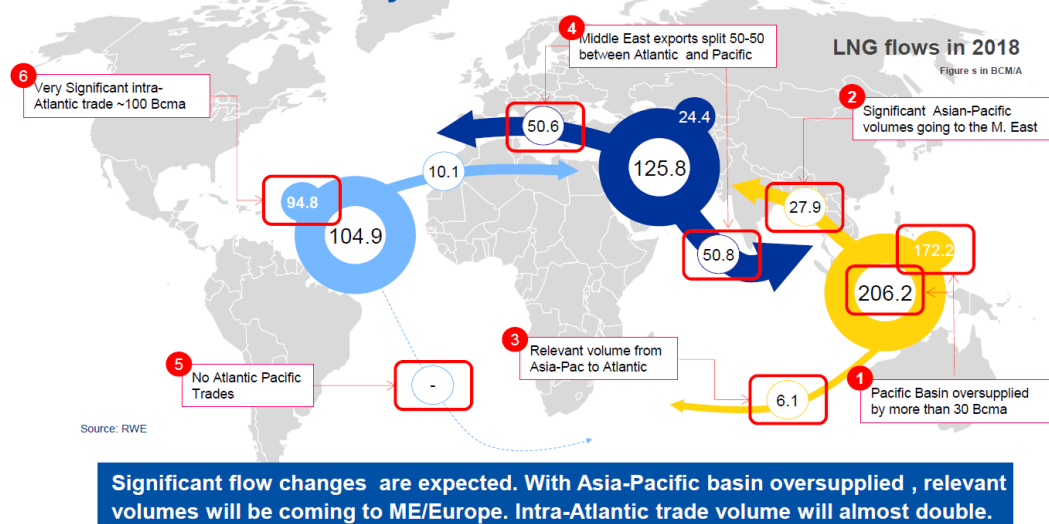 LNG flows in 2018
Figure s in BCM/A
4
Middle East exports split 50-50
between Atlantic and Pacific
6
Very Significant intra-
Atlantic trade ~100 Bcma
2
Significant Asian-Pacific
volumes going to the M. East
50.6
24.4
125.8
10.1
94.8
104.9
27.9
50.8
172.2
206.2
3
Relevant volume from
Asia-Pac to Atlantic
5
No Atlantic Pacific
Trades
-
6.1
1
Pacific Basin oversupplied
by more than 30 Bcma
Source: RWE
Significant flow changes are expected. With Asia-Pacific basin oversupplied , relevant
volumes will be coming to ME/Europe. Intra-Atlantic trade volume will almost double.